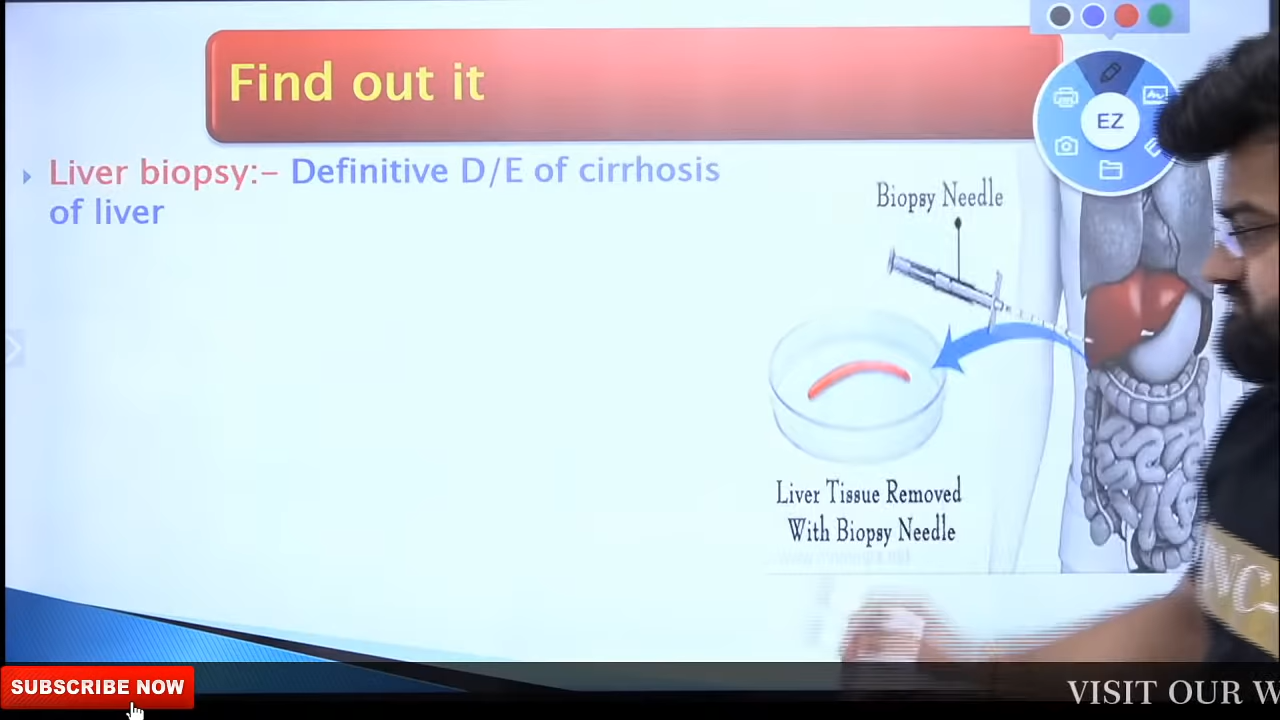 Find out it
Liver biopsy:- Definitive D/E of cirrhosis
of liver
EZ
Biopsy Needle
Liver Tissue Removed
With Biopsy Needle
NC-
SUBSCRIBE NOW
VISIT OUR W